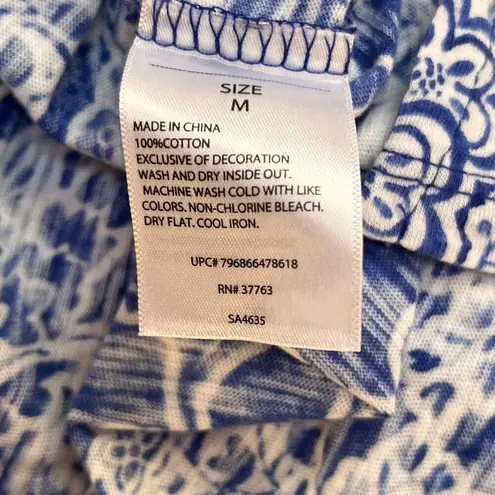 SIZE
M
MADE IN CHINA
100%COTTON
EXCLUSIVE OF DECORATION
WASH AND DRY INSIDE OUT.
MACHINE WASH COLD WITH LIKE
COLORS. NON-CHLORINE BLEACH.
DRY FLAT. COOL IRON.
UPC# 796866478618
RN# 37763
SA4635